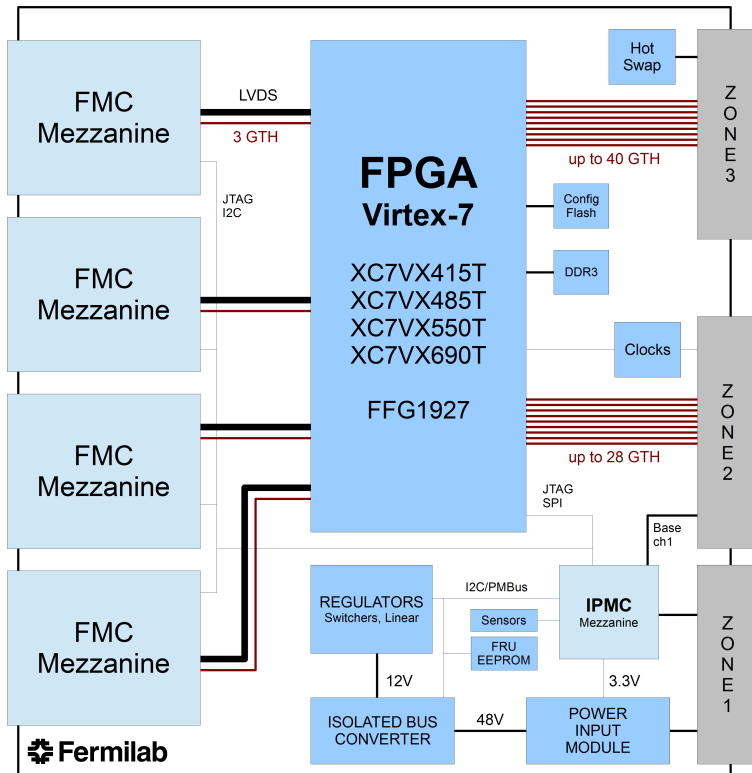 FMC
Mezzanine
LVDS
3 GTH
JTAG
I2C
FMC
Mezzanine
FMC
Mezzanine
FMC
Mezzanine
FPGA
Virtex-7
XC7VX415T
XC7VX485T
XC7VX550T
XC7VX690T
FFG1927
Hot
Swap
up to 40 GTH
Config
Flash
DDR3
Clocks
up to 28 GTH
ZONE3
ZONE2
ZONE1
JTAG
SPI
Base
ch1
REGULATORS
Switchers, Linear
I2C/PMBus
Sensors
FRU
EEPROM
IPMC
Mezzanine
12V
3.3V
ISOLATED BUS
CONVERTER
48V
POWER
INPUT
MODULE
Fermilab